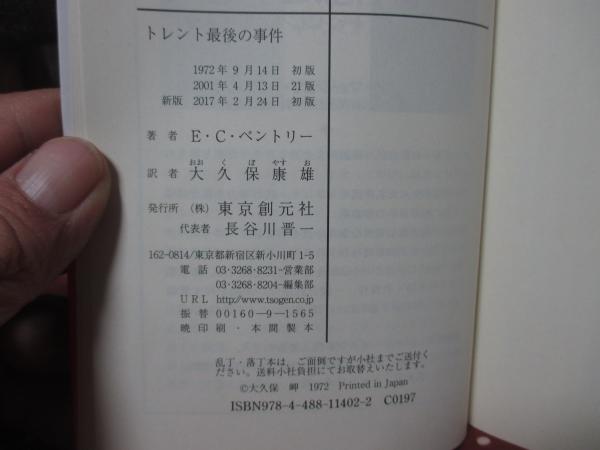 トレント最後の事件
1972年9月14日 初版
2001年4月13日 21版
新版 2017年2月24日 初版
著者 E・C・ベントリー
おお く ぼ やす お
訳者 大久保康雄
発行所 (株) 東京創元社
代表者 長谷川晋一
162-0814/東京都新宿区新小川町1-5
電話 03・3268・8231-営業部
03・3268・8204-編集部
URL http://www.tsogen.co.jp
振替 00160-9-1565
暁印刷・本間製本
乱丁・落丁本は、ご面倒ですが小社までご送付く
ださい。送料小社負担にてお取替えいたします。
©大久保 岬 1972 Printed in Japan
ISBN978-4-488-11402-2 C0197